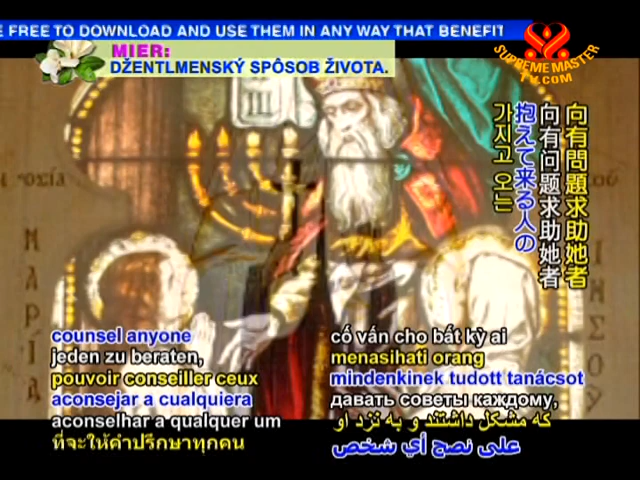 E FREE TO DOWNLOAD AND USE THEM IN ANY WAY THAT BENEFIT
MIER:
DŽENTLMENSKÝ SPÔSOB ŽIVOTA.
SUPREME MASTER
TV.COM
向有問題求助她者
向有问题求助她者
抱えて来る人の
가지고 오는
counsel anyone
jeden zu beraten,
pouvoir conseiller ceux
aconsejar a cualquiera
aconselhar a qualquer um
ที่จะให้คำปรึกษาทุกคน
cố vấn cho bất kỳ ai
menasihati orang
mindenkinek tudott tanácsot
давать советы каждому,
که مشکل داشتند و به نزد او
على نصح أي شخص
ΜΑΡΙΑ
ΙΗΣΟΥ